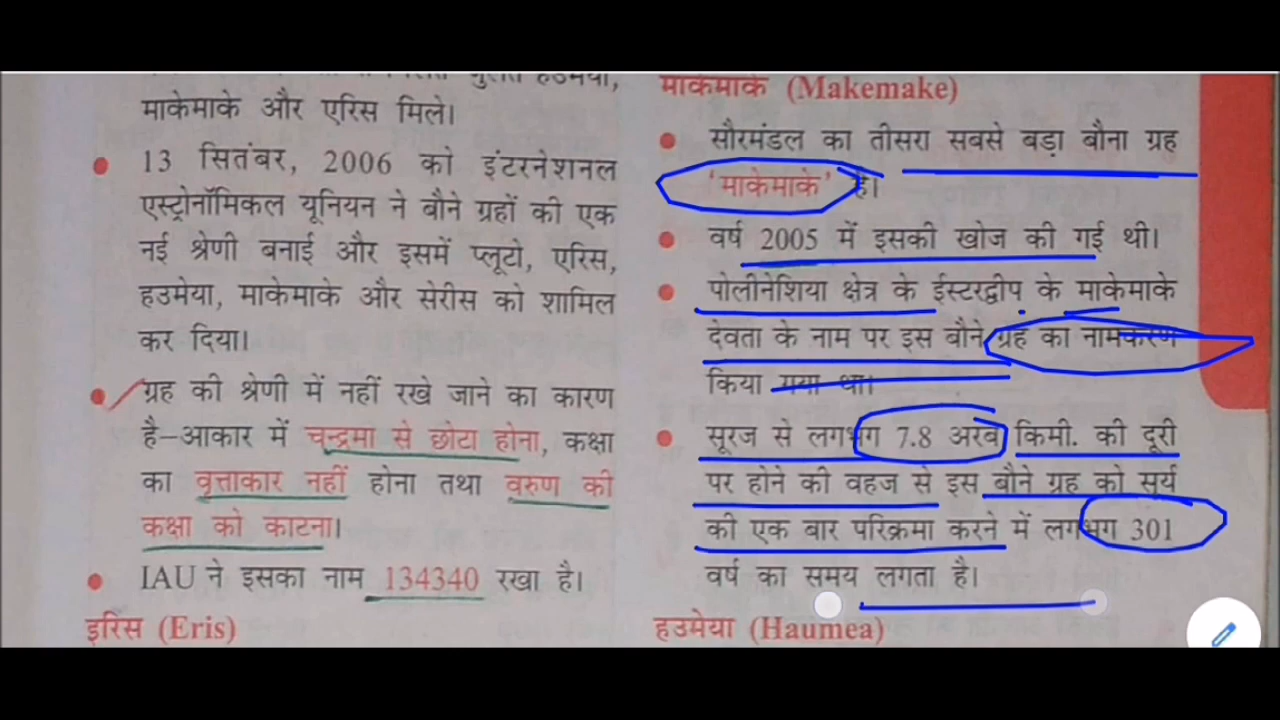 हउमेया,
माकेमाके और एरिस मिले।
13 सितंबर, 2006 को इंटरनेशनल
एस्ट्रोनॉमिकल यूनियन ने बौने ग्रहों की एक
नई श्रेणी बनाई और इसमें प्लूटो, एरिस,
हउमेया, माकेमाके और सेरीस को शामिल
कर दिया।
ग्रह की श्रेणी में नहीं रखे जाने का कारण
है–आकार में चन्द्रमा से छोटा होना, कक्षा
का वृत्ताकार नहीं होना तथा वरुण की
कक्षा को काटना।
IAU ने इसका नाम 134340 रखा है।
इरिस (Eris)
माकेमाके (Makemake)
सौरमंडल का तीसरा सबसे बड़ा बौना ग्रह
'माकेमाके' है।
वर्ष 2005 में इसकी खोज की गई थी।
पोलीनेशिया क्षेत्र के ईस्टरद्वीप के माकेमाके
देवता के नाम पर इस बौने ग्रह का नामकरण
किया गया था।
सूरज से लगभग 7.8 अरब किमी. की दूरी
पर होने की वहज से इस बौने ग्रह को सूर्य
की एक बार परिक्रमा करने में लगभग 301
वर्ष का समय लगता है।
हउमेया (Haumea)